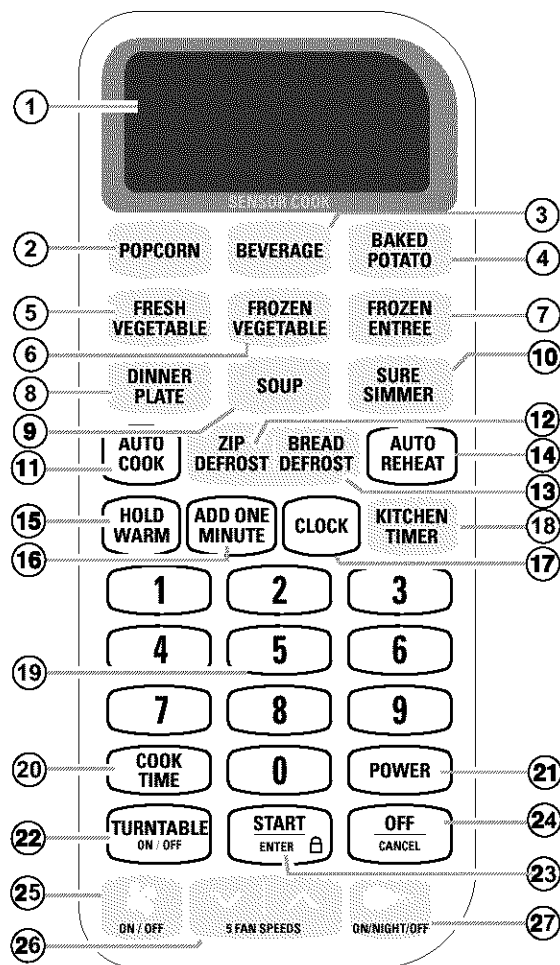 1
SENSOR COOK
3
2
POPCORN
BEVERAGE
BAKED
POTATO
4
5
FRESH
VEGETABLE
FROZEN
VEGETABLE
FROZEN
ENTREE
7
6
8
DINNER
PLATE
SOUP
SURE
SIMMER
10
9
12
AUTO
COOK
ZIP
DEFROST
BREAD
DEFROST
AUTO
REHEAT
11
14
13
15
HOLD
WARM
ADD ONE
MINUTE
CLOCK
KITCHEN
TIMER
18
16
17
1
2
3
4
5
6
19
7
8
9
20
COOK
TIME
0
POWER
21
22
TURNTABLE
ON / OFF
START
ENTER
OFF
CANCEL
24
23
25
ON / OFF
5 FAN SPEEDS
ON/NIGHT/OFF
27
26